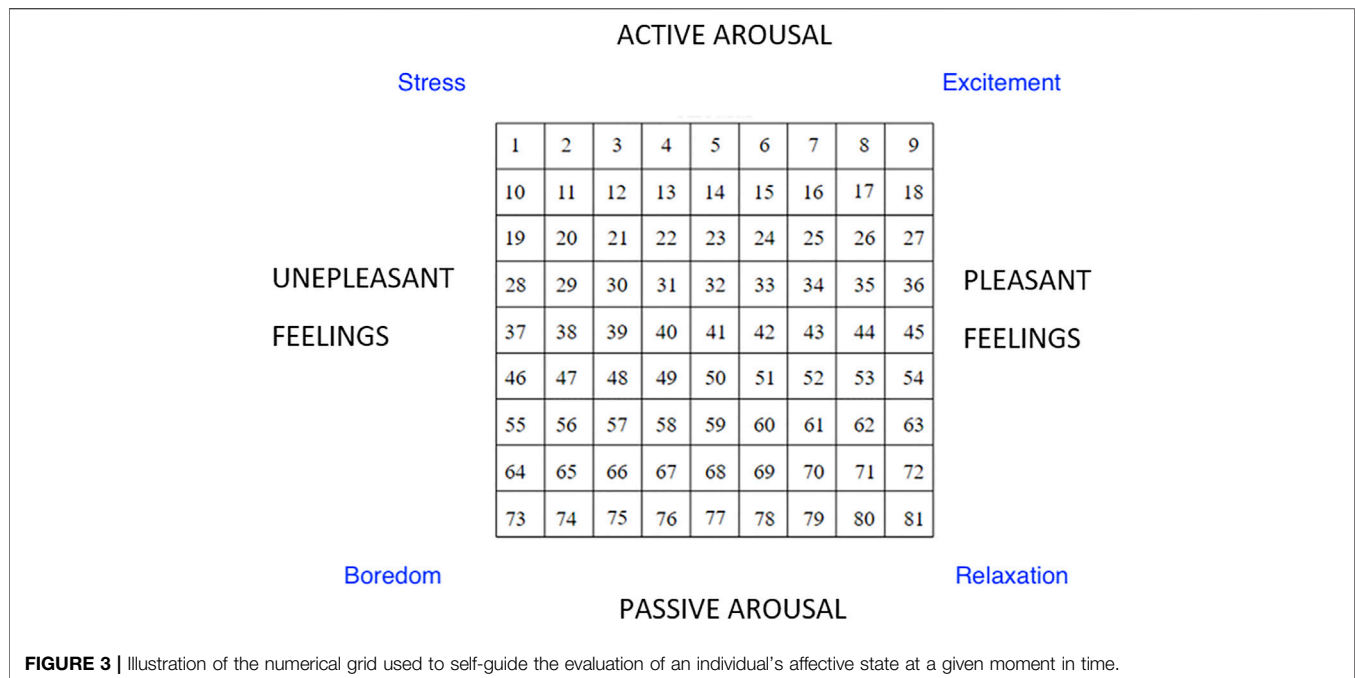 ACTIVE AROUSAL
Stress Excitement
1 2 3 4 5 6 7 8 9
10 11 12 13 14 15 16 17 18
19 20 21 22 23 24 25 26 27
UNEPLEASANT PLEASANT
28 29 30 31 32 33 34 35 36
FEELINGS FEELINGS
37 38 39 40 41 42 43 44 45
46 47 48 49 50 51 52 53 54
55 56 57 58 59 60 61 62 63
64 65 66 67 68 69 70 71 72
73 74 75 76 77 78 79 80 81
Boredom Relaxation
PASSIVE AROUSAL
FIGURE 3 | Illustration of the numerical grid used to self-guide the evaluation of an individual's affective state at a given moment in time.